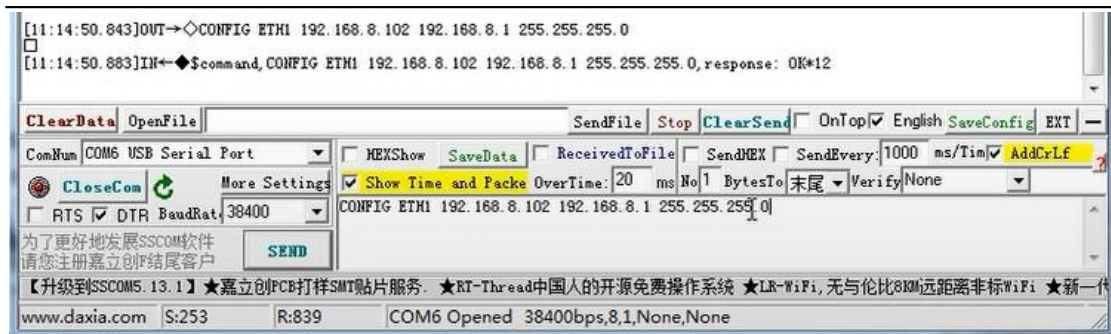 [11:14:50.843]OUT→◇CONFIG ETH1 192.168.8.102 192.168.8.1 255.255.255.0
□
[11:14:50.883]IN←◆$command,CONFIG ETH1 192.168.8.102 192.168.8.1 255.255.255.0,response: OK*12
ClearData OpenFile SendFile Stop ClearSend OnTop English SaveConfig EXT —
ComNum COM6 USB Serial Port HEXShow SaveData ReceivedToFile SendHEX SendEvery: 1000 ms/Tim AddCrLf
CloseCom More Settings Show Time and Packe OverTime: 20 ms No 1 BytesTo 末尾 Verify None ?
RTS DTR BaudRat: 38400 CONFIG ETH1 192.168.8.102 192.168.8.1 255.255.255.0
为了更好地发展SSCOM软件
请您注册嘉立创F结尾客户 SEND
【升级到SSCOM5.13.1】★嘉立创PCB打样SMT贴片服务. ★RT-Thread中国人的开源免费操作系统 ★LR-WiFi,无与伦比8KM远距离非标WiFi ★新一代
www.daxia.com S:253 R:839 COM6 Opened 38400bps,8,1,None,None